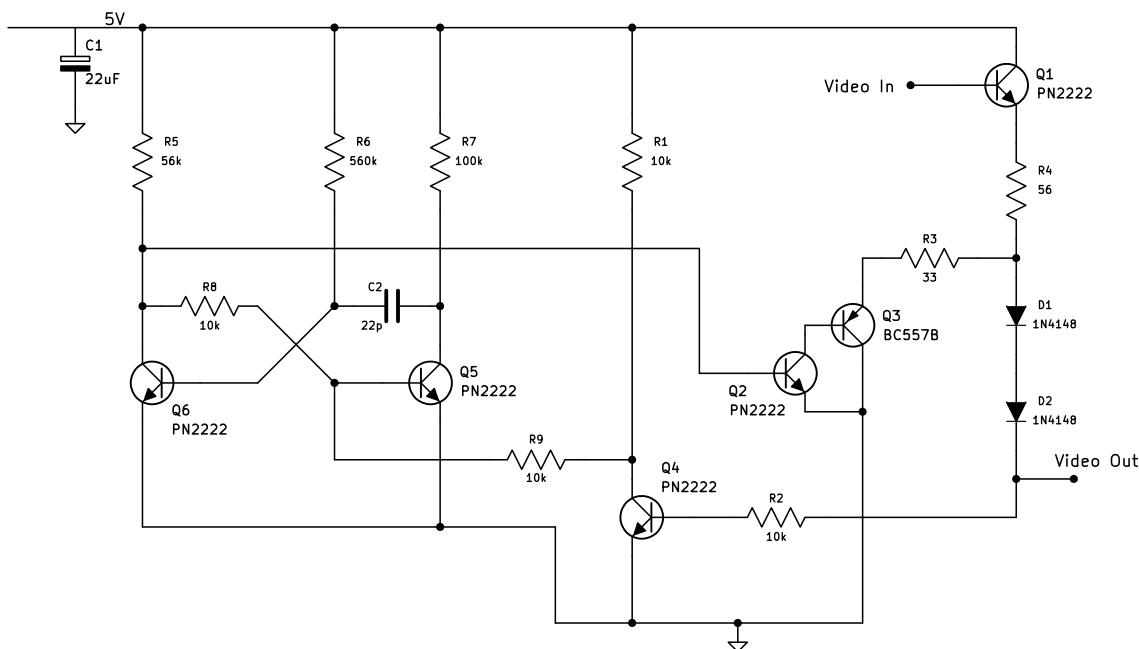 5V
C1
22uF
R5
56k
R6
560k
R7
100k
R1
10k
Video In
Q1
PN2222
R4
56
R3
33
R8
10k
C2
22p
Q3
BC557B
D1
1N4148
Q6
PN2222
Q5
PN2222
Q2
PN2222
D2
1N4148
R9
10k
Q4
PN2222
R2
10k
Video Out